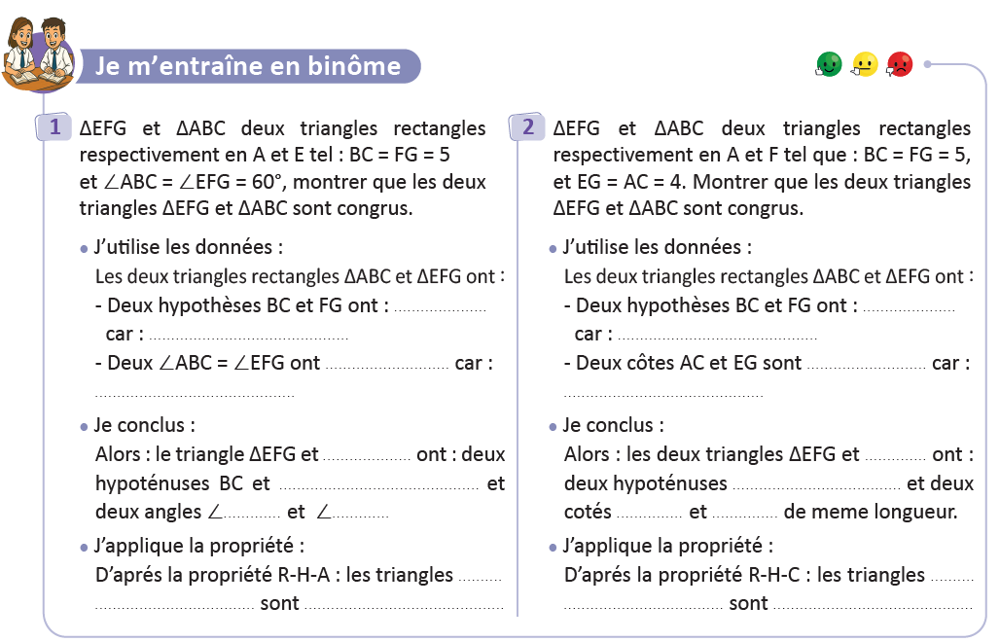 Je m'entraîne en binôme
1
ΔEFG et ΔABC deux triangles rectangles
respectivement en A et E tel : BC = FG = 5
et ∠ABC = ∠EFG = 60°, montrer que les deux
triangles ΔEFG et ΔABC sont congrus.
• J'utilise les données :
Les deux triangles rectangles ΔABC et ΔEFG ont :
- Deux hypothèses BC et FG ont : .....................
car : .............................................
- Deux ∠ABC = ∠EFG ont ............................ car :
.............................................
• Je conclus :
Alors : le triangle ΔEFG et .................... ont : deux
hypoténuses BC et ............................................. et
deux angles ∠............. et ∠.............
• J'applique la propriété :
D'aprés la propriété R-H-A : les triangles ..........
.................................... sont .............................................
2
ΔEFG et ΔABC deux triangles rectangles
respectivement en A et F tel que : BC = FG = 5,
et EG = AC = 4. Montrer que les deux triangles
ΔEFG et ΔABC sont congrus.
• J'utilise les données :
Les deux triangles rectangles ΔABC et ΔEFG ont :
- Deux hypothèses BC et FG ont : .....................
car : .............................................
- Deux côtes AC et EG sont ........................... car :
.............................................
• Je conclus :
Alors : les deux triangles ΔEFG et .............. ont :
deux hypoténuses ...................................... et deux
cotés ............... et ............... de meme longueur.
• J'applique la propriété :
D'aprés la propriété R-H-C : les triangles ..........
.................................... sont .............................................